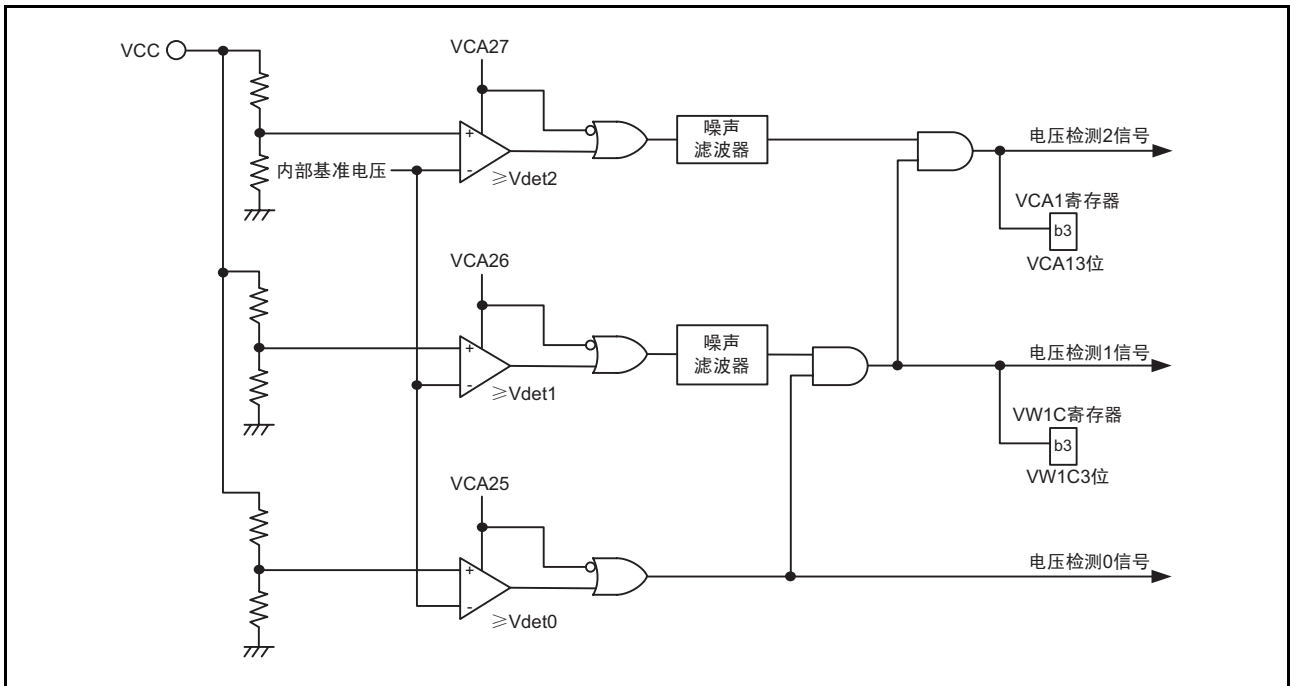 VCC
VCA27
+
-
内部基准电压
≥Vdet2
噪声
滤波器
电压检测2信号
VCA1寄存器
b3
VCA13位
VCA26
+
-
≥Vdet1
噪声
滤波器
电压检测1信号
VW1C寄存器
b3
VW1C3位
VCA25
+
-
≥Vdet0
电压检测0信号